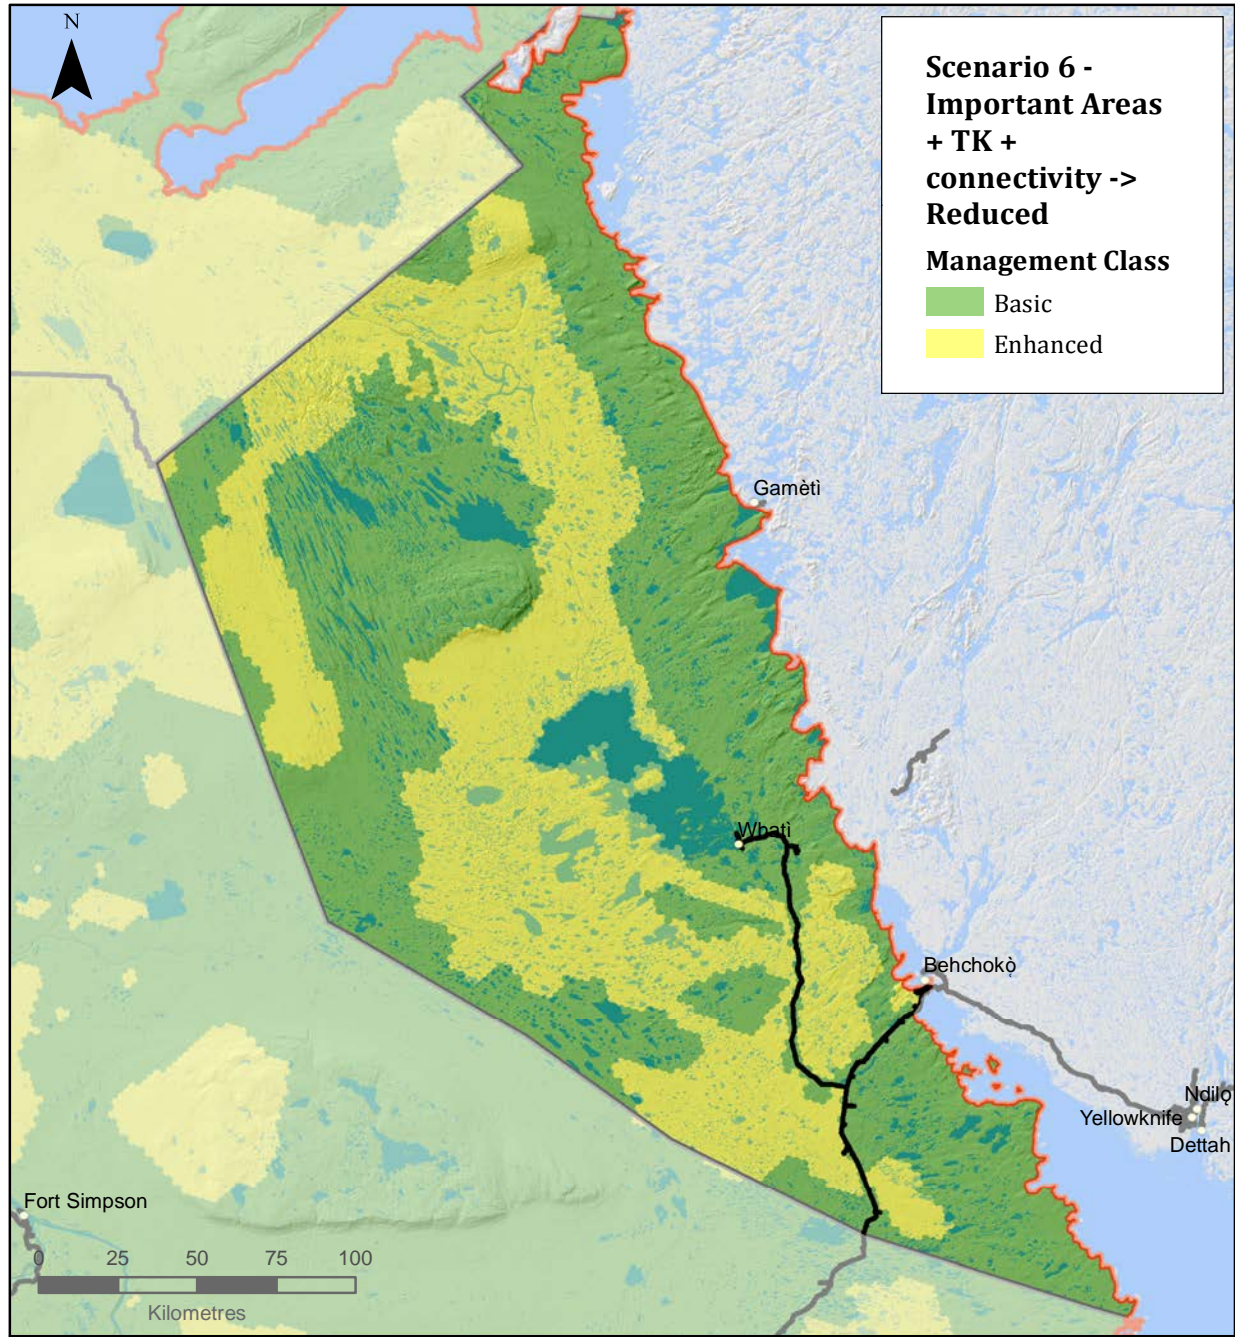 N
Scenario 6 -
Important Areas
+ TK +
connectivity ->
Reduced
Management Class
Basic
Enhanced
Gamètì
Whatì
Behchokǫ̀
Ndilǫ
Yellowknife
Dettah
Fort Simpson
0 25 50 75 100
Kilometres